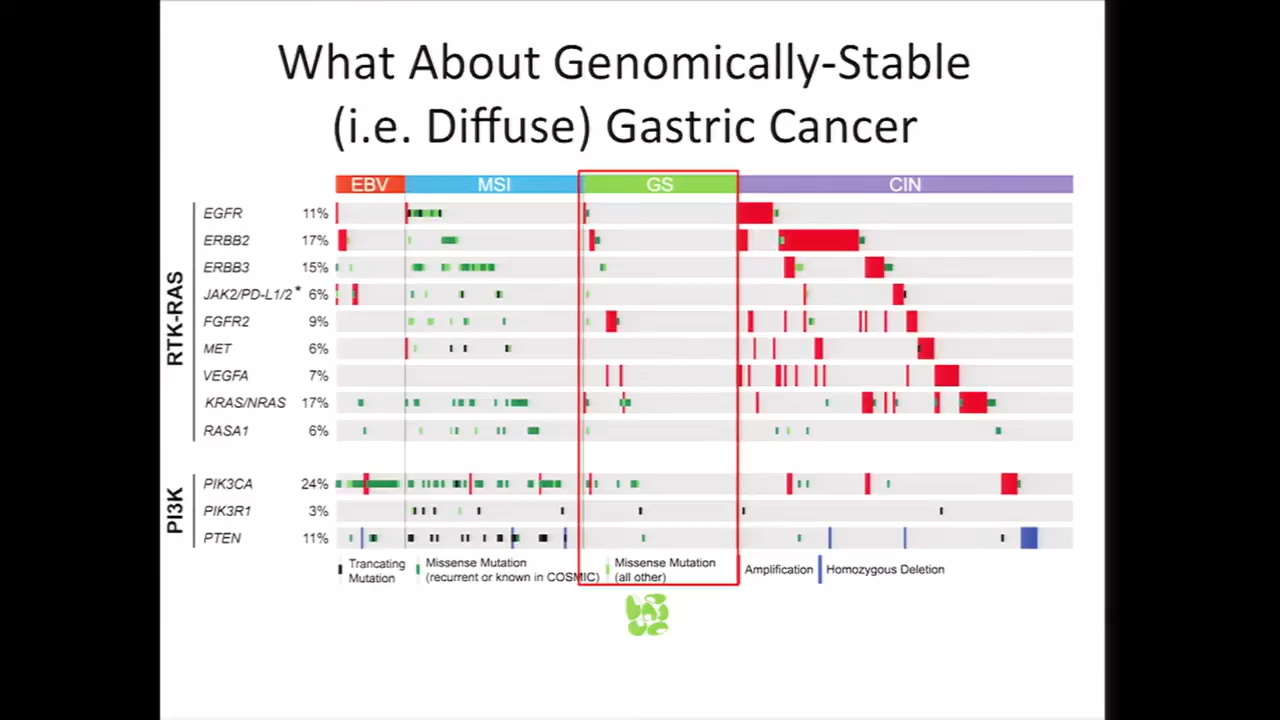 What About Genomically-Stable
(i.e. Diffuse) Gastric Cancer
EBV MSI GS CIN
RTK-RAS
EGFR 11%
ERBB2 17%
ERBB3 15%
JAK2/PD-L1/2* 6%
FGFR2 9%
MET 6%
VEGFA 7%
KRAS/NRAS 17%
RASA1 6%
PI3K
PIK3CA 24%
PIK3R1 3%
PTEN 11%
Trancating
Mutation
Missense Mutation
(recurrent or known in COSMIC)
Missense Mutation
(all other)
Amplification
Homozygous Deletion